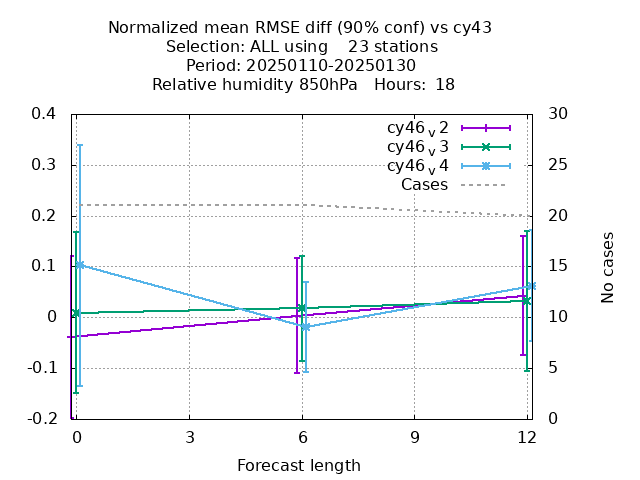 Normalized mean RMSE diff (90% conf) vs cy43
Selection: ALL using    23 stations
Period: 20250110-20250130
Relative humidity 850hPa   Hours:  18
0.4
0.3
0.2
0.1
0
-0.1
-0.2
30
25
20
15
10
5
0
No cases
cy46_v2
cy46_v3
cy46_v4
Cases
0 3 6 9 12
Forecast length